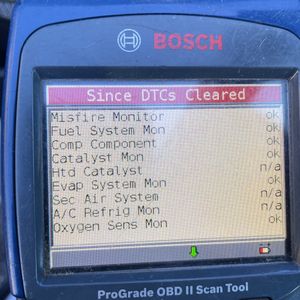 BOSCH
Since DTCs Cleared
Misfire Monitor ok
Fuel System Mon ok
Comp Component ok
Catalyst Mon ok
Htd Catalyst n/a
Evap System Mon ok
Sec Air System n/a
A/C Refrig Mon n/a
Oxygen Sens Mon ok
ProGrade OBD II Scan Tool